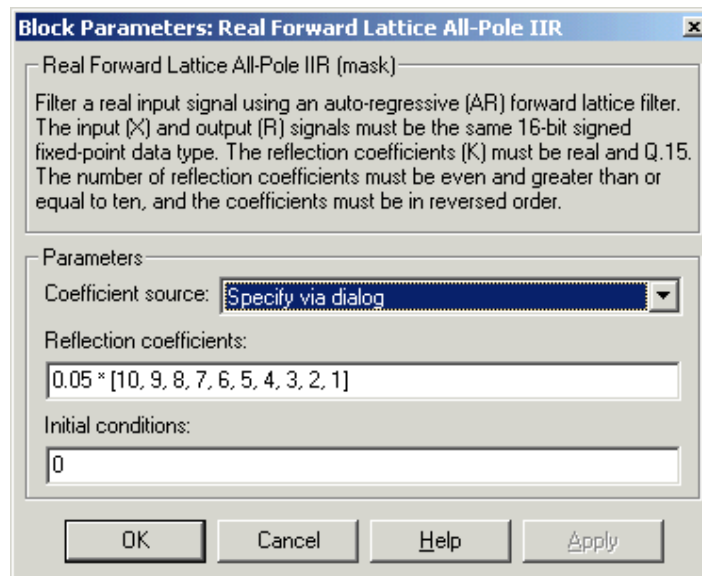 Block Parameters: Real Forward Lattice All-Pole IIR
Real Forward Lattice All-Pole IIR (mask)
Filter a real input signal using an auto-regressive (AR) forward lattice filter.
The input (X) and output (R) signals must be the same 16-bit signed
fixed-point data type. The reflection coefficients (K) must be real and Q.15.
The number of reflection coefficients must be even and greater than or
equal to ten, and the coefficients must be in reversed order.
Parameters
Coefficient source: Specify via dialog
Reflection coefficients:
0.05 * [10, 9, 8, 7, 6, 5, 4, 3, 2, 1]
Initial conditions:
0
OK Cancel Help Apply